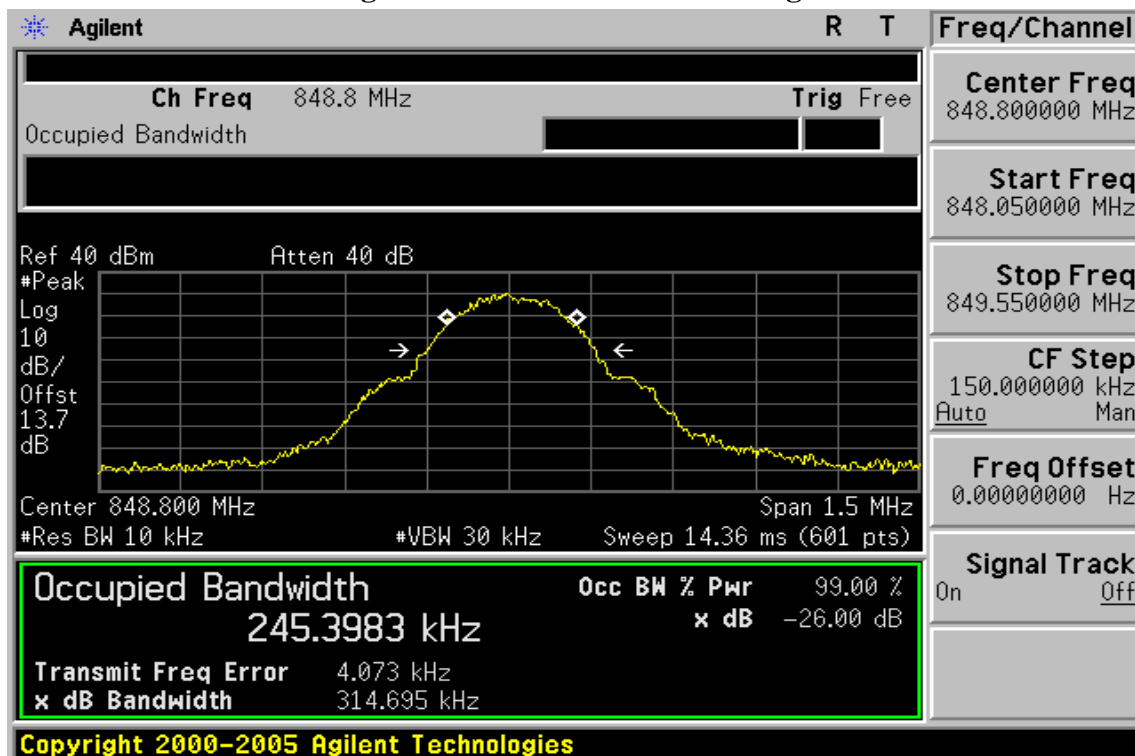 Agilent R T
Freq/Channel
Ch Freq 848.8 MHz Trig Free
Occupied Bandwidth
Center Freq
848.800000 MHz
Start Freq
848.050000 MHz
Stop Freq
849.550000 MHz
CF Step
150.000000 kHz
Auto Man
Freq Offset
0.00000000 Hz
Signal Track
On Off
Ref 40 dBm Atten 40 dB
#Peak
Log
10
dB/
Offst
13.7
dB
Center 848.800 MHz Span 1.5 MHz
#Res BW 10 kHz #VBW 30 kHz Sweep 14.36 ms (601 pts)
Occupied Bandwidth
245.3983 kHz
Occ BW % Pwr 99.00 %
x dB -26.00 dB
Transmit Freq Error 4.073 kHz
x dB Bandwidth 314.695 kHz
Copyright 2000-2005 Agilent Technologies